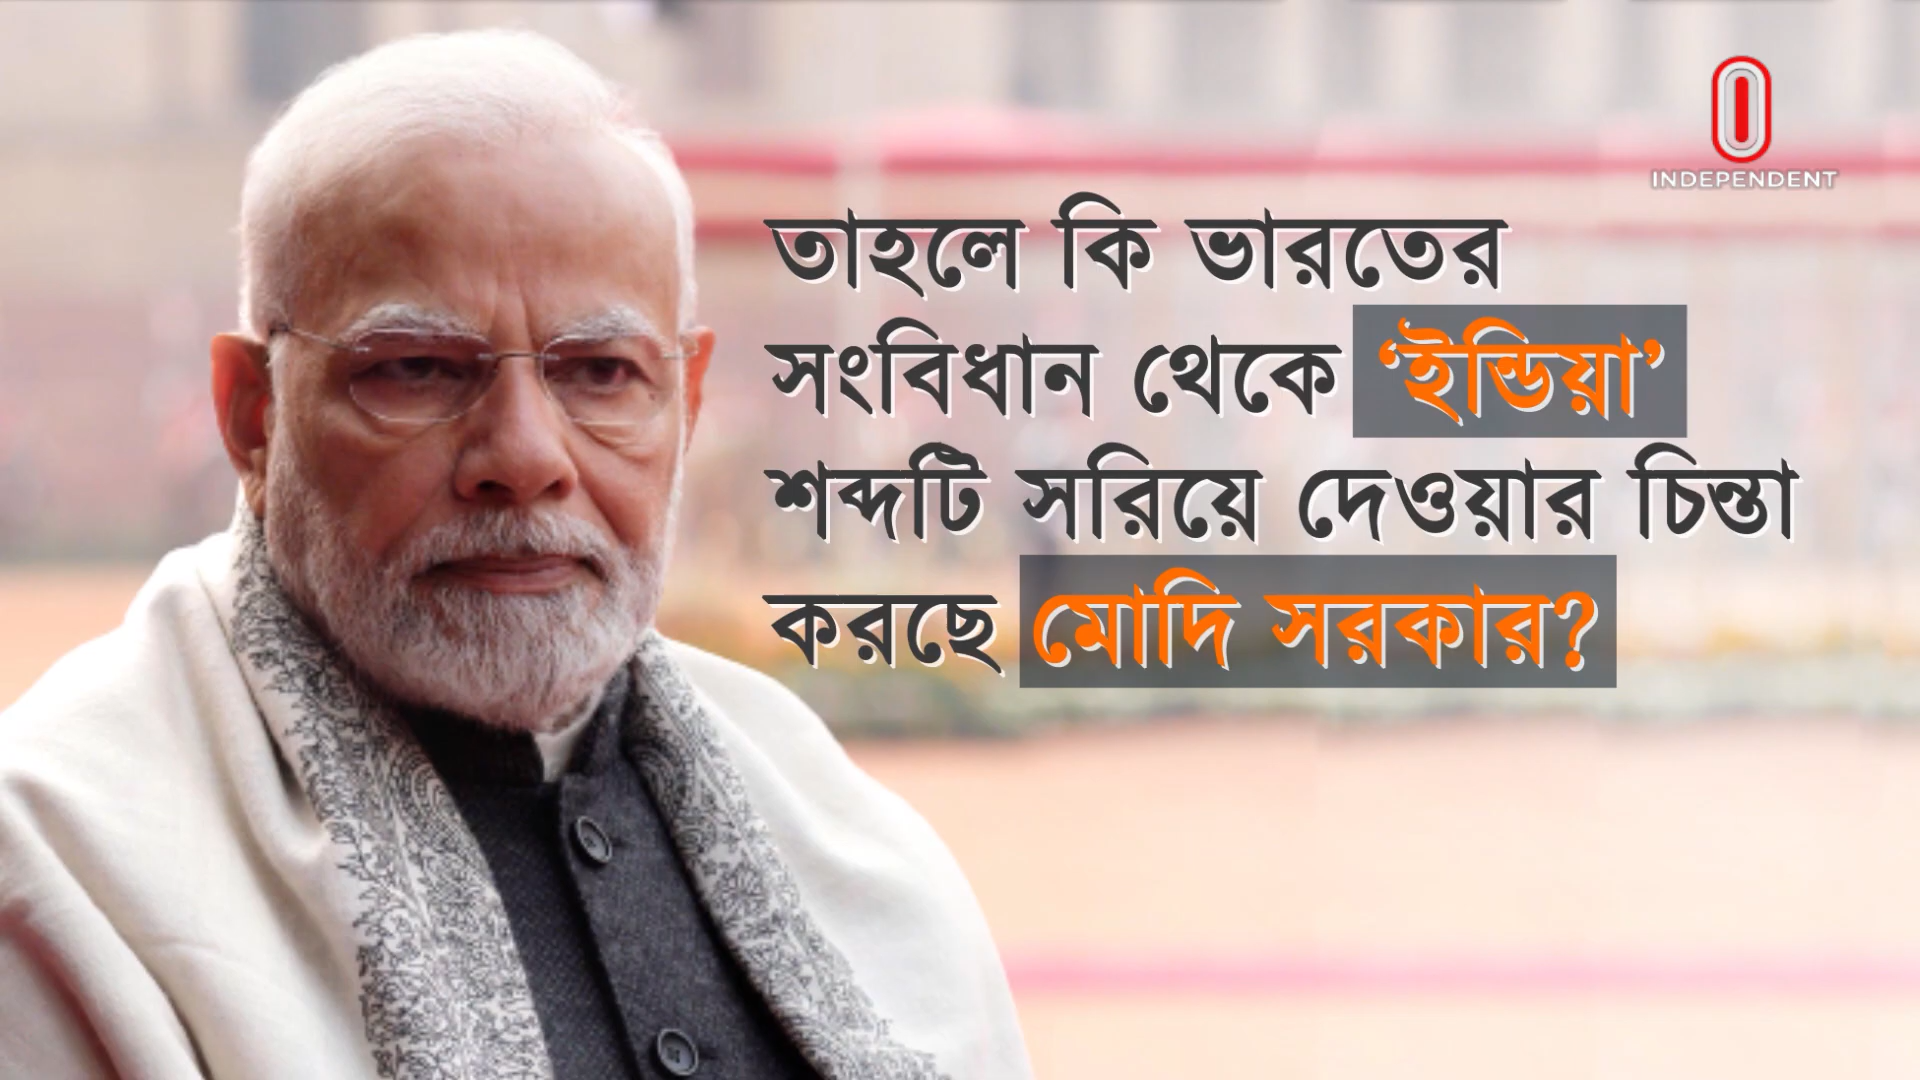 INDEPENDENT
তাহলে কি ভারতের
সংবিধান থেকে ‘ইন্ডিয়া’
শব্দটি সরিয়ে দেওয়ার চিন্তা
করছে মোদি সরকার?